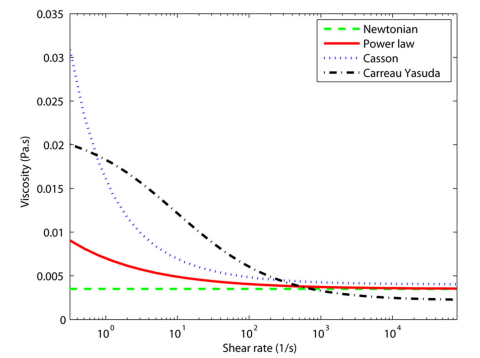 0.035
0.03
0.025
0.02
0.015
0.01
0.005
0
Viscosity (Pa.s)
Newtonian
Power law
Casson
Carreau Yasuda
10^0 10^1 10^2 10^3 10^4
Shear rate (1/s)